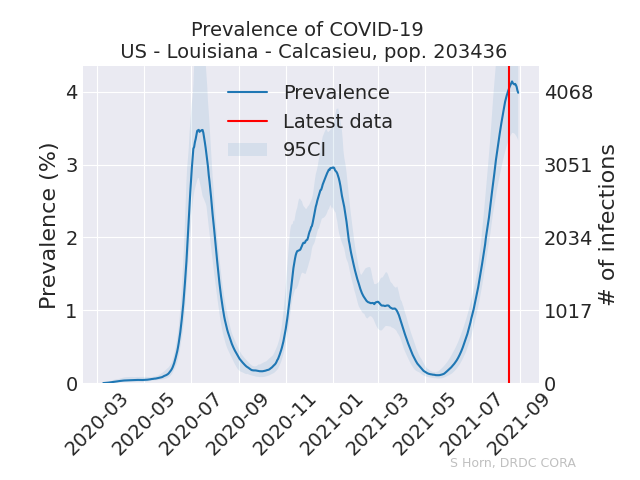 Prevalence of COVID-19
US - Louisiana - Calcasieu, pop. 203436
Prevalence
Latest data
95CI
Prevalence (%)
4
3
2
1
0
4068
3051
2034
1017
0
# of infections
2020-03
2020-05
2020-07
2020-09
2020-11
2021-01
2021-03
2021-05
2021-07
2021-09
S Horn, DRDC CORA